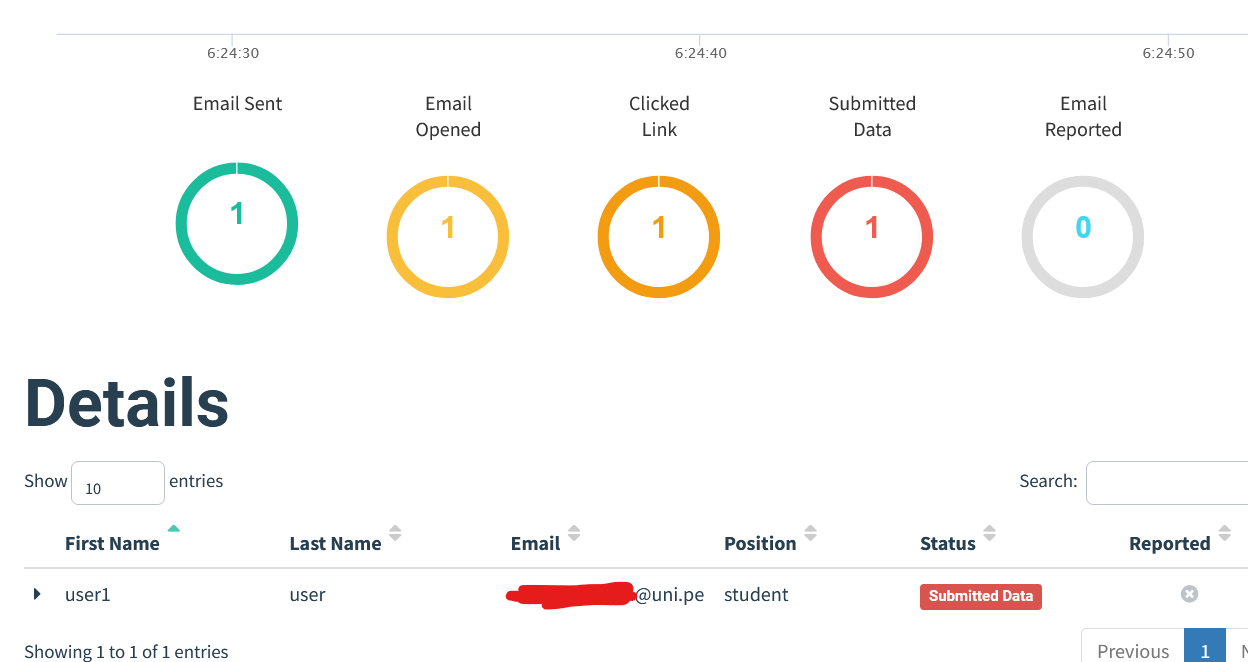 6:24:30 6:24:40 6:24:50
Email Sent Email Opened Clicked Link Submitted Data Email Reported
1 1 1 1 0
Details
Show 10 entries Search:
First Name Last Name Email Position Status Reported
user1 user @uni.pe student Submitted Data
Showing 1 to 1 of 1 entries Previous 1